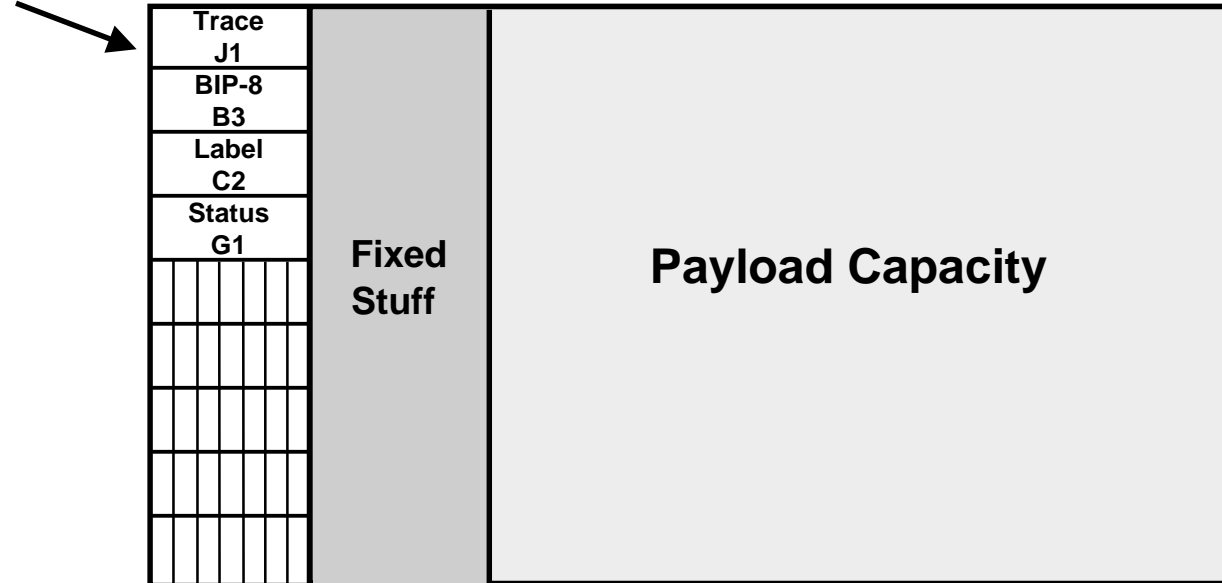 Trace
J1
BIP-8
B3
Label
C2
Status
G1
Fixed
Stuff
Payload Capacity